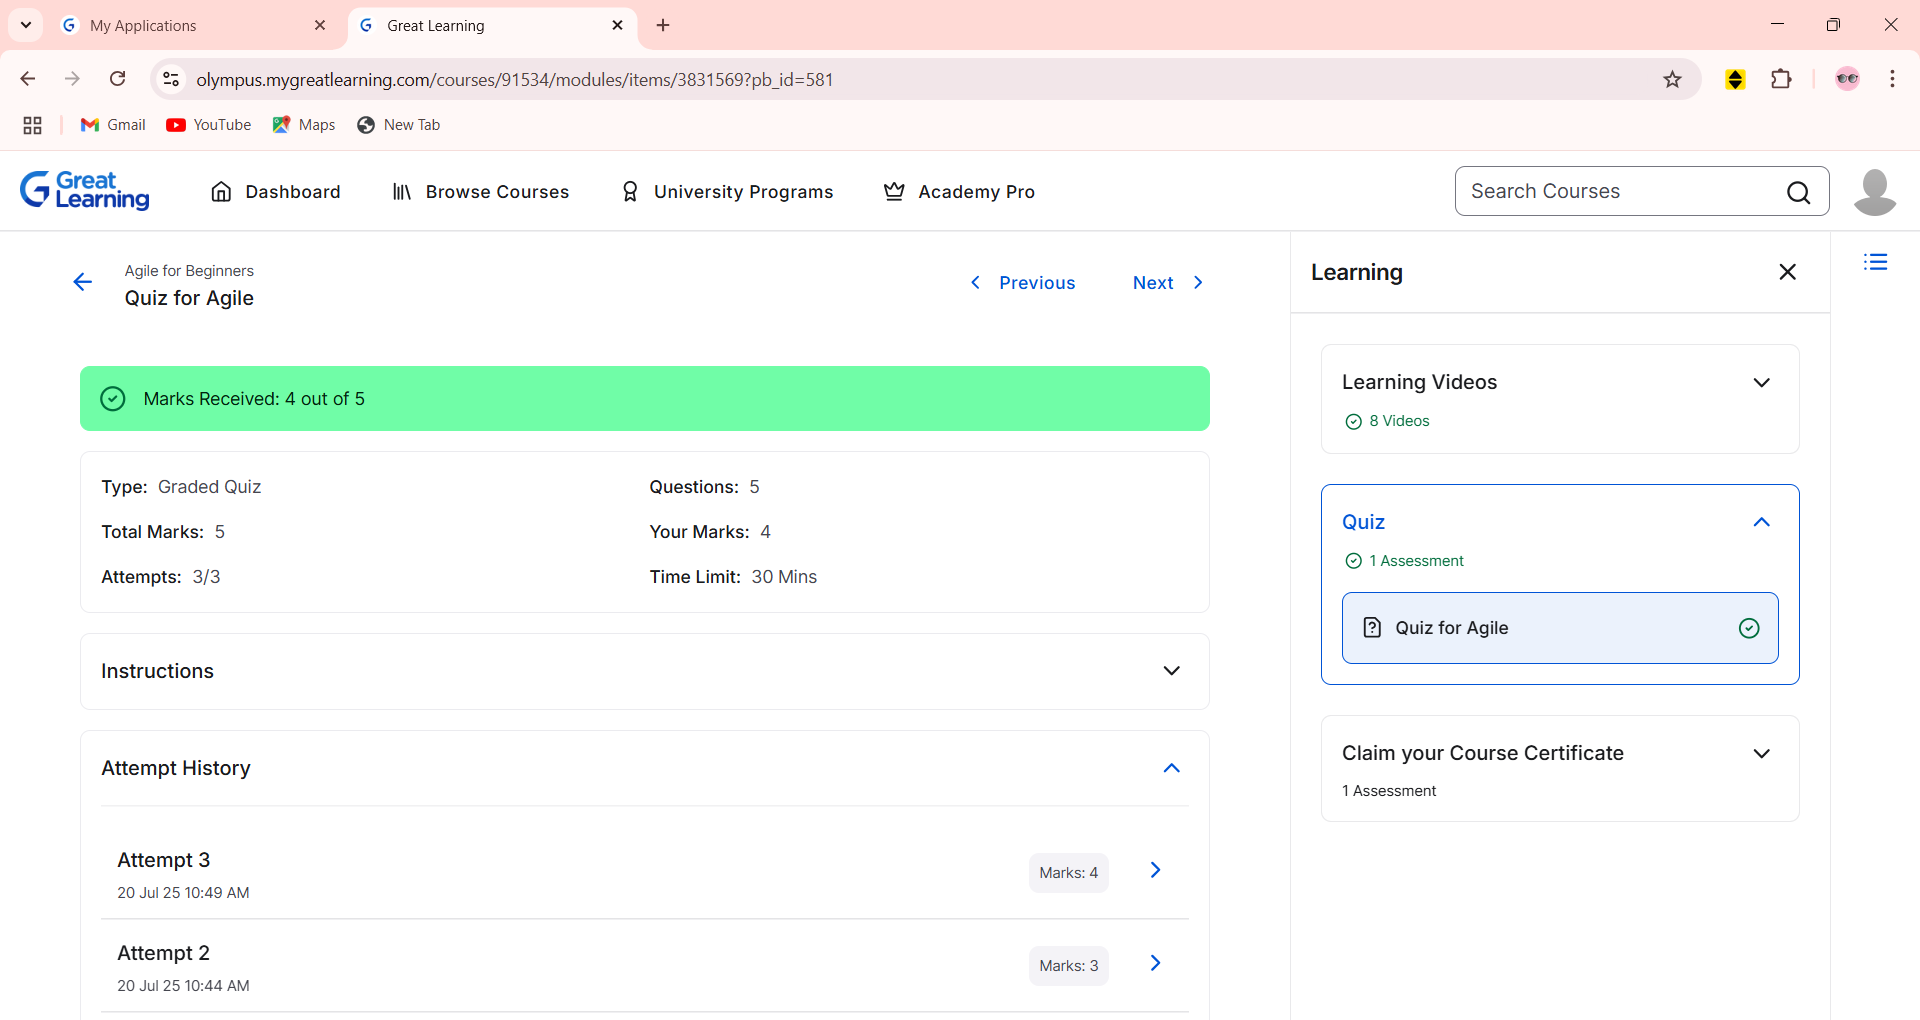 My Applications
Great Learning
olympus.mygreatlearning.com/courses/91534/modules/items/3831569?pb_id=581
Gmail
YouTube
Maps
New Tab
Great Learning
Dashboard
Browse Courses
University Programs
Academy Pro
Search Courses
Agile for Beginners
Quiz for Agile
Previous
Next
Marks Received: 4 out of 5
Type: Graded Quiz
Questions: 5
Total Marks: 5
Your Marks: 4
Attempts: 3/3
Time Limit: 30 Mins
Instructions
Attempt History
Attempt 3
20 Jul 25 10:49 AM
Marks: 4
Attempt 2
20 Jul 25 10:44 AM
Marks: 3
Learning
Learning Videos
8 Videos
Quiz
1 Assessment
Quiz for Agile
Claim your Course Certificate
1 Assessment